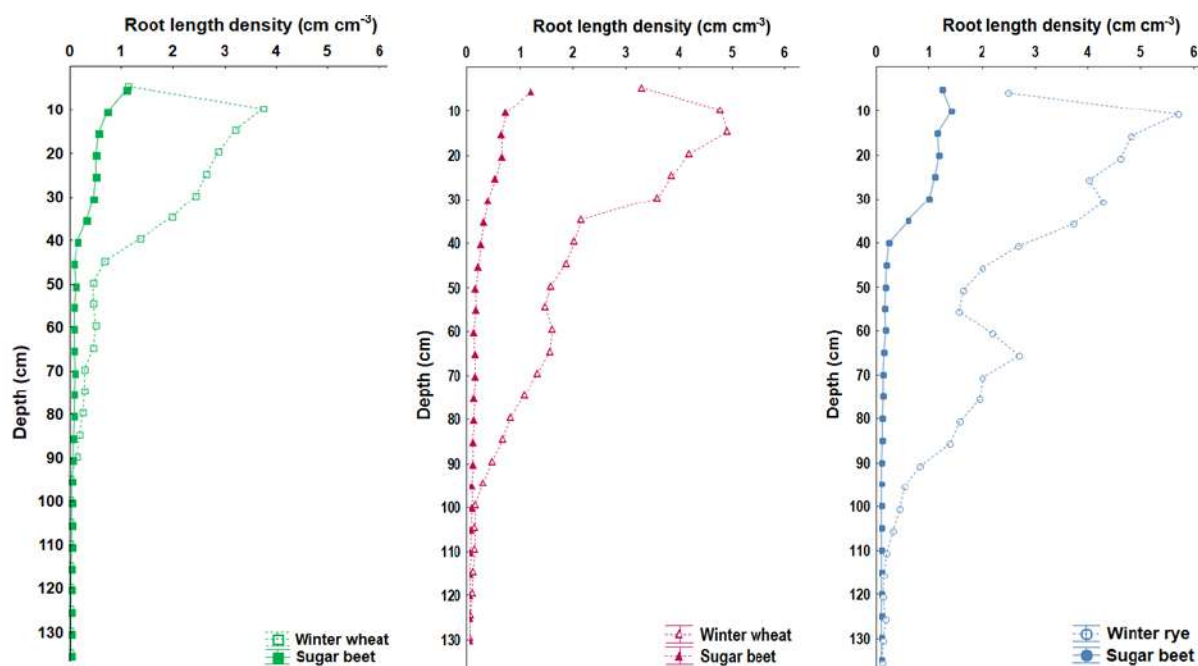 Root length density (cm cm⁻³)
0 1 2 3 4 5 6
Depth (cm)
10
20
30
40
50
60
70
80
90
100
110
120
130
Winter wheat
Sugar beet
Root length density (cm cm⁻³)
0 1 2 3 4 5 6
Depth (cm)
10
20
30
40
50
60
70
80
90
100
110
120
130
Winter wheat
Sugar beet
Root length density (cm cm⁻³)
0 1 2 3 4 5 6
Depth (cm)
10
20
30
40
50
60
70
80
90
100
110
120
130
Winter rye
Sugar beet